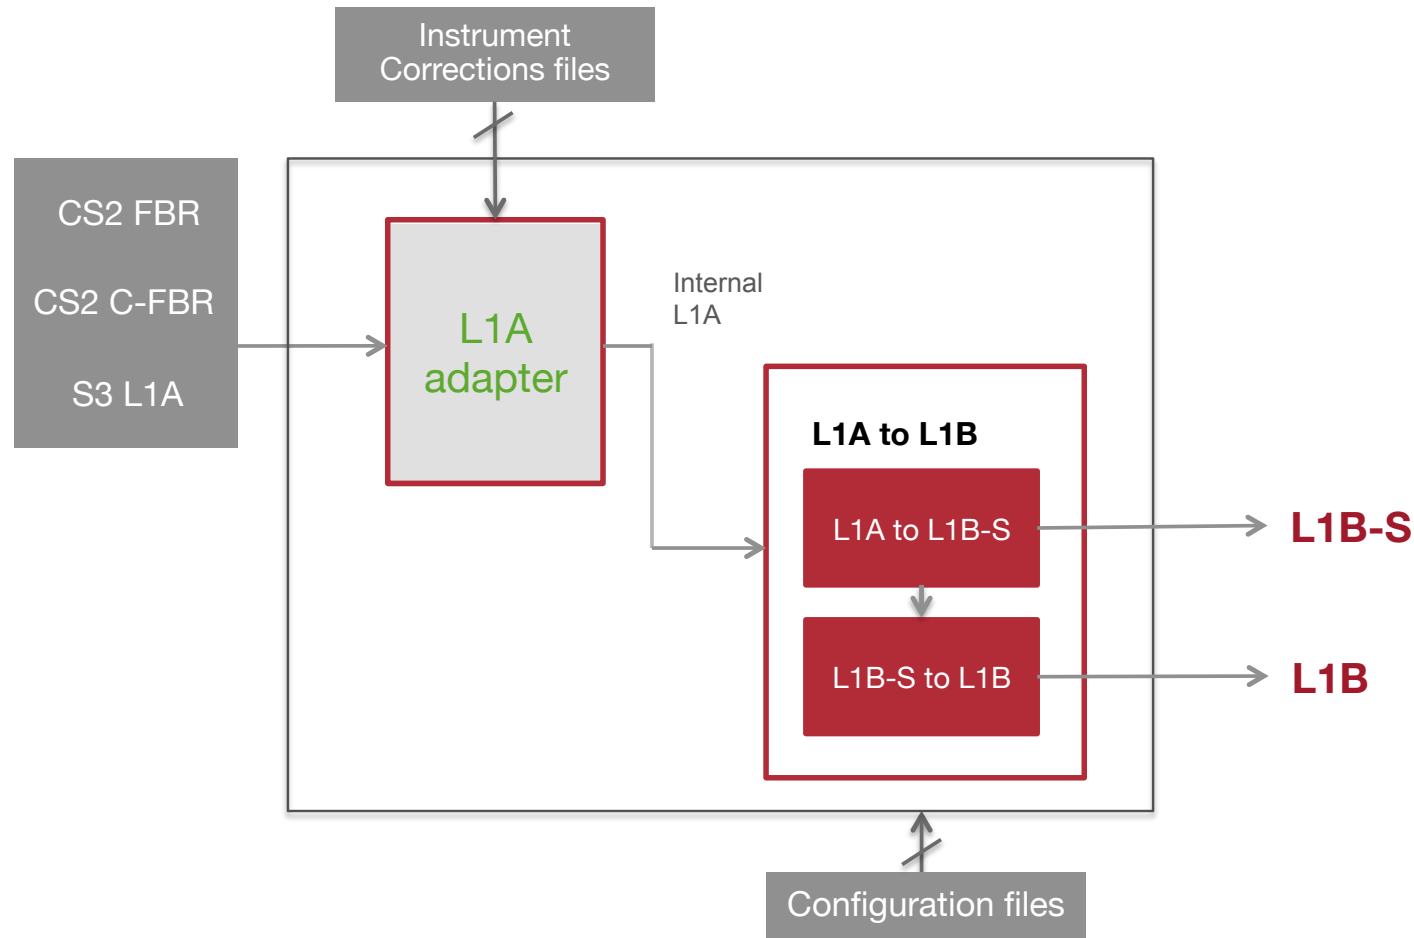 Instrument
Corrections files
CS2 FBR
CS2 C-FBR
S3 L1A
L1A
adapter
Internal
L1A
L1A to L1B
L1A to L1B-S
L1B-S
L1B-S to L1B
L1B
Configuration files